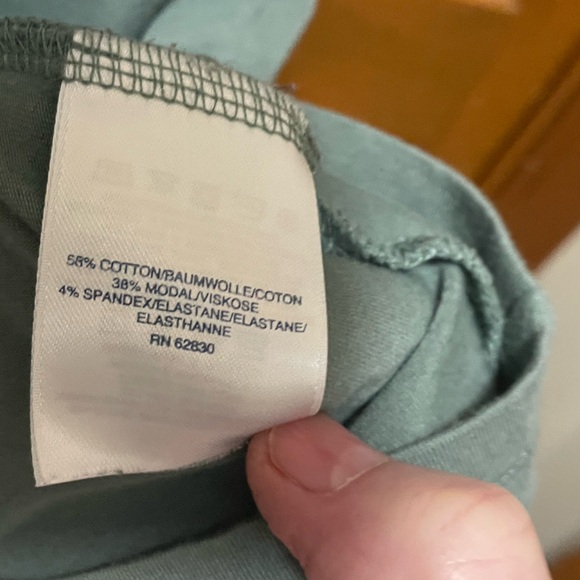 58% COTTON/BAUMWOLLE/COTON
38% MODAL/VISKOSE
4% SPANDEX/ELASTANE/ELASTANE/
ELASTHANNE
RN 62830